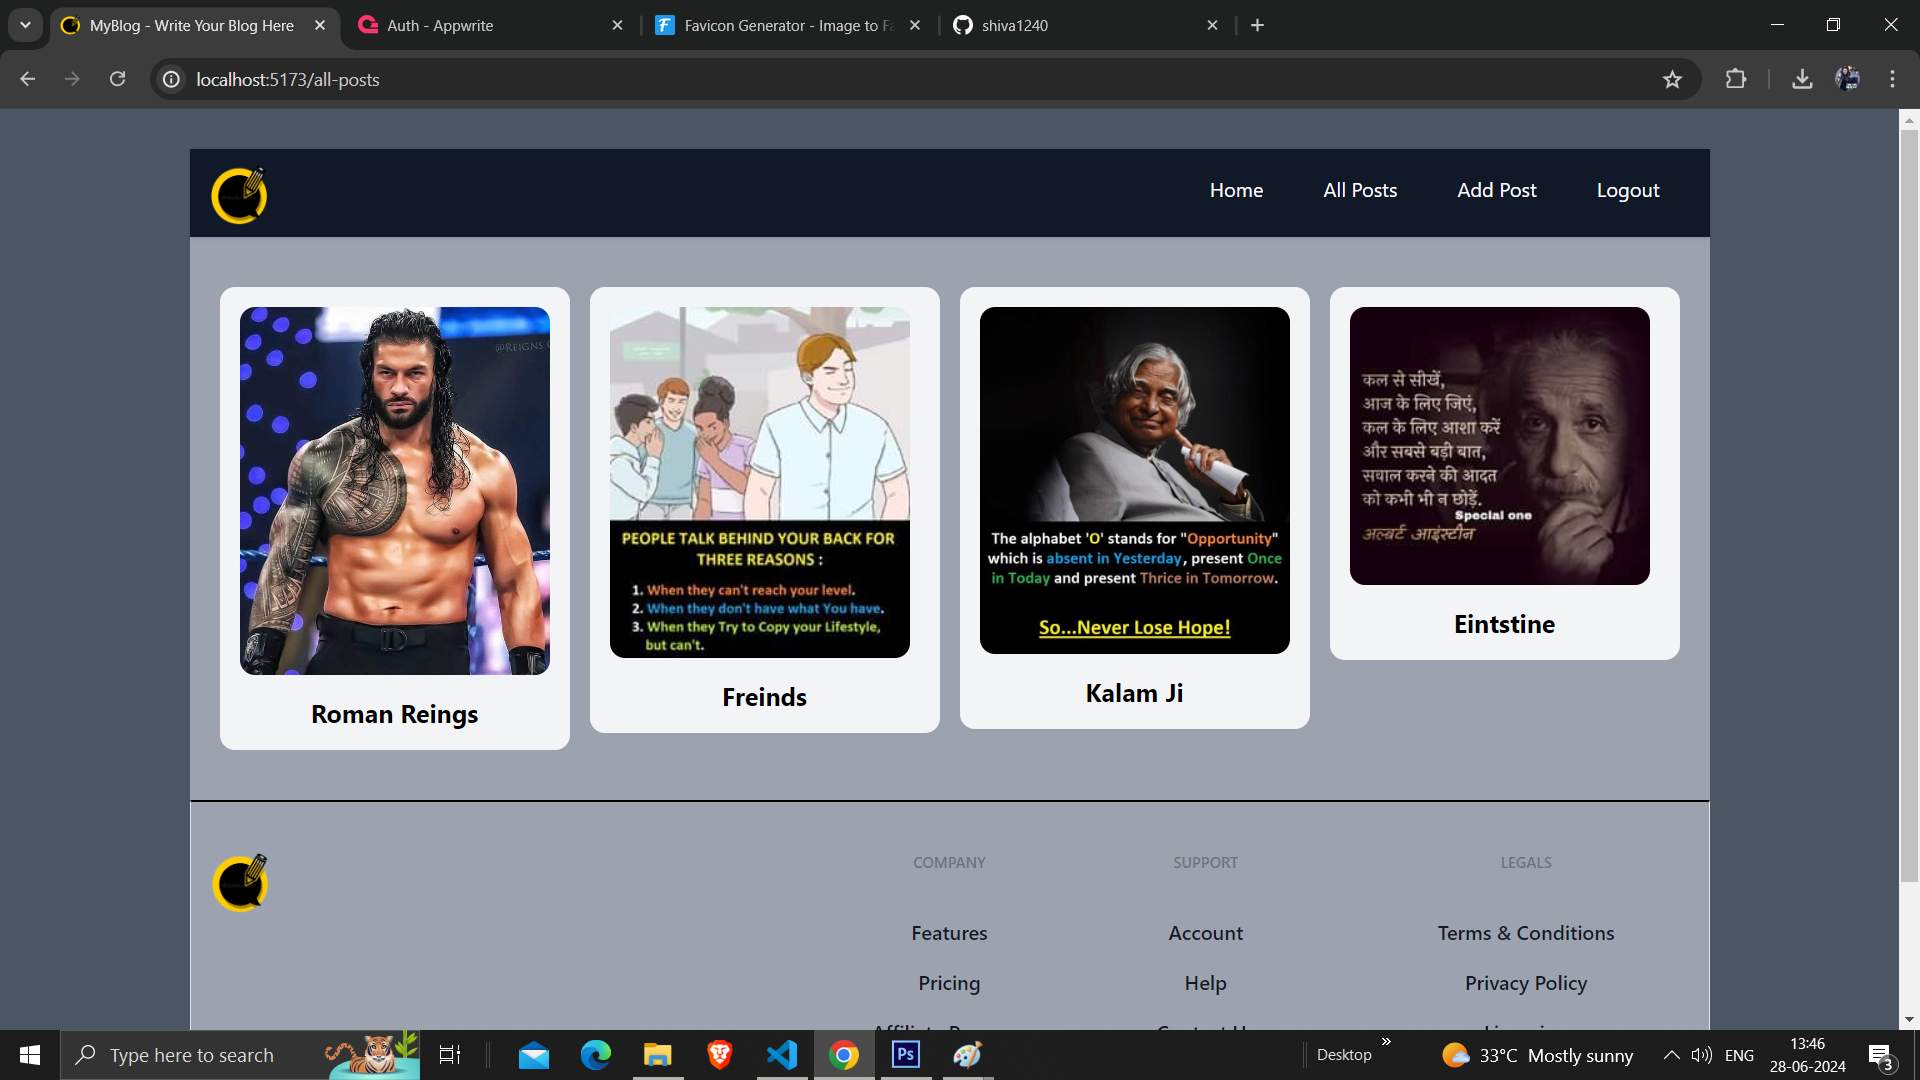 MyBlog - Write Your Blog Here
Auth - Appwrite
Favicon Generator - Image to Fa
shiva1240
localhost:5173/all-posts
Home
All Posts
Add Post
Logout
@REIGNS
Roman Reings
PEOPLE TALK BEHIND YOUR BACK FOR
THREE REASONS :
1. When they can't reach your level.
2. When they don't have what You have.
3. When they Try to Copy your Lifestyle,
but can't.
Freinds
The alphabet 'O' stands for "Opportunity"
which is absent in Yesterday, present Once
in Today and present Thrice in Tomorrow.
So...Never Lose Hope!
Kalam Ji
कल से सीखें,
आज के लिए जिएं,
कल के लिए आशा करें
और सबसे बड़ी बात,
सवाल करने की आदत
को कभी भी न छोड़ें.
Special one
अल्बर्ट आइंस्टीन
Eintstine
COMPANY
SUPPORT
LEGALS
Features
Account
Terms & Conditions
Pricing
Help
Privacy Policy
Type here to search
Ps
Desktop
33°C Mostly sunny
ENG
13:46
28-06-2024
3